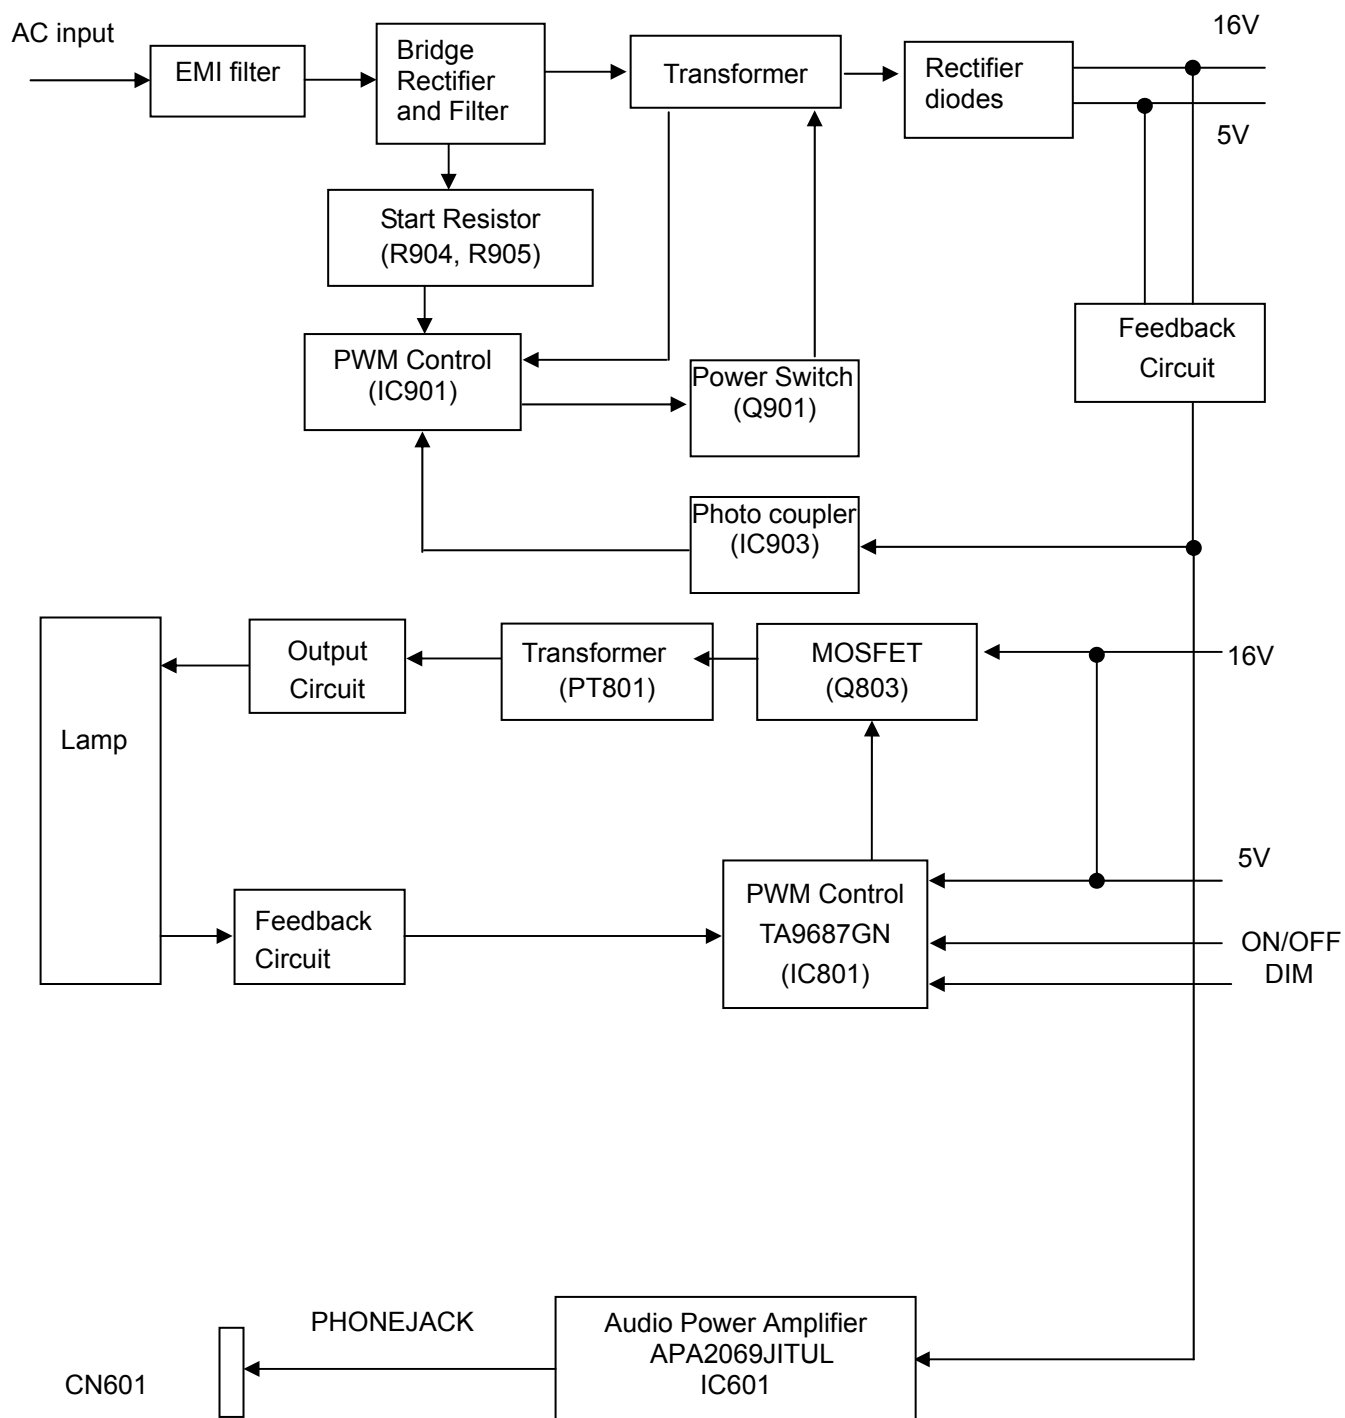 AC input
EMI filter
Bridge
Rectifier
and Filter
Transformer
Rectifier
diodes
16V
5V
Start Resistor
(R904, R905)
PWM Control
(IC901)
Power Switch
(Q901)
Feedback
Circuit
Photo coupler
(IC903)
Lamp
Output
Circuit
Transformer
(PT801)
MOSFET
(Q803)
16V
5V
Feedback
Circuit
PWM Control
TA9687GN
(IC801)
ON/OFF
DIM
CN601
PHONEJACK
Audio Power Amplifier
APA2069JITUL
IC601